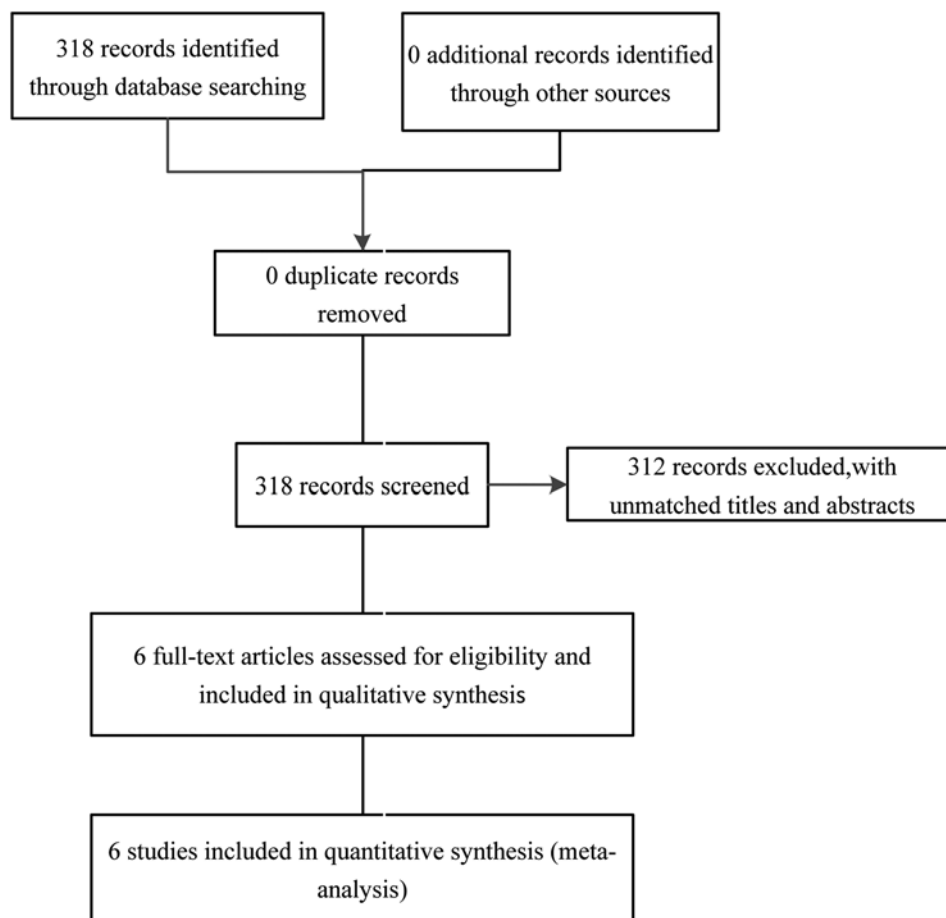 318 records identified
through database searching
0 additional records identified
through other sources
0 duplicate records
removed
318 records screened
312 records excluded,with
unmatched titles and abstracts
6 full-text articles assessed for eligibility and
included in qualitative synthesis
6 studies included in quantitative synthesis (meta-
analysis)